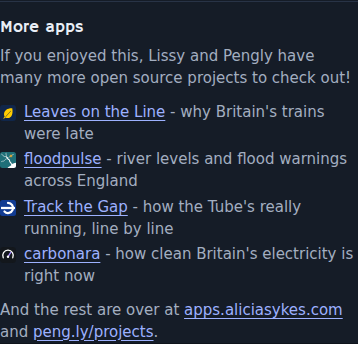 More apps
If you enjoyed this, Lissy and Pengly have
many more open source projects to check out!
Leaves on the Line - why Britain's trains
were late
floodpulse - river levels and flood warnings
across England
Track the Gap - how the Tube's really
running, line by line
carbonara - how clean Britain's electricity is
right now
And the rest are over at apps.aliciasykes.com
and peng.ly/projects.